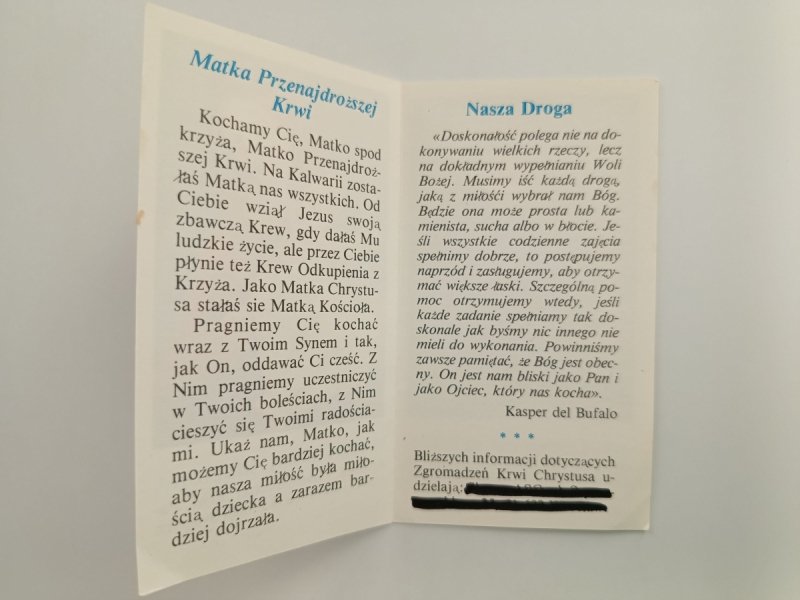 Matka Przenajdroższej
Krwi
Kochamy Cię, Matko spod
krzyża, Matko Przenajdroż-
szej Krwi. Na Kalwarii zosta-
łaś Matką nas wszystkich. Od
Ciebie wziął Jezus swoją
zbawczą Krew, gdy dałaś Mu
ludzkie życie, ale przez Ciebie
płynie też Krew Odkupienia z
Krzyża. Jako Matka Chrystu-
sa stałaś sie Matką Kościoła.
Pragniemy Cię kochać
wraz z Twoim Synem i tak,
jak On, oddawać Ci cześć. Z
Nim pragniemy uczestniczyć
w Twoich boleściach, z Nim
cieszyć się Twoimi radościa-
mi. Ukaż nam, Matko, jak
możemy Cię bardziej kochać,
aby nasza miłość była miło-
ścią dziecka a zarazem bar-
dziej dojrzała.
Nasza Droga
«Doskonałość polega nie na do-
konywaniu wielkich rzeczy, lecz
na dokładnym wypełnianiu Woli
Bożej. Musimy iść każdą drogą,
jaką z miłośći wybrał nam Bóg.
Będzie ona może prosta lub ka-
mienista, sucha albo w błocie. Je-
śli wszystkie codzienne zajęcia
spełnimy dobrze, to postępujemy
naprzód i zasługujemy, aby otrzy-
mać większe łaski. Szczególną po-
moc otrzymujemy wtedy, jeśli
każde zadanie spełniamy tak do-
skonale jak byśmy nic innego nie
mieli do wykonania. Powinniśmy
zawsze pamiętać, że Bóg jest obec-
ny. On jest nam bliski jako Pan i
jako Ojciec, który nas kocha».
Kasper del Bufalo
* * *
Bliższych informacji dotyczących
Zgromadzeń Krwi Chrystusa u-
dzielają: